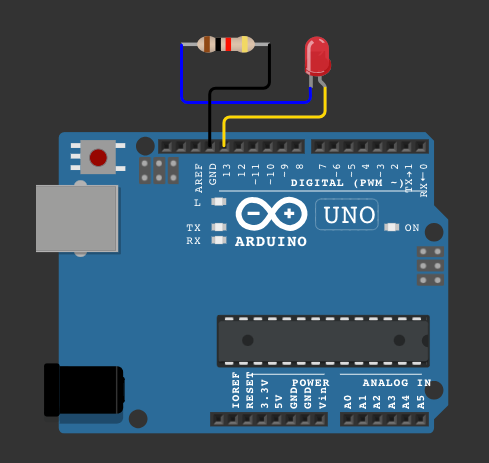 AREF
GND
13
12
~11
~10
~9
8
7
~6
~5
4
~3
2
TX→1
RX←0
DIGITAL (PWM ~)
L
TX
RX
UNO
ARDUINO
ON
IOREF
RESET
3.3V
5V
GND
GND
Vin
POWER
ANALOG IN
A0
A1
A2
A3
A4
A5